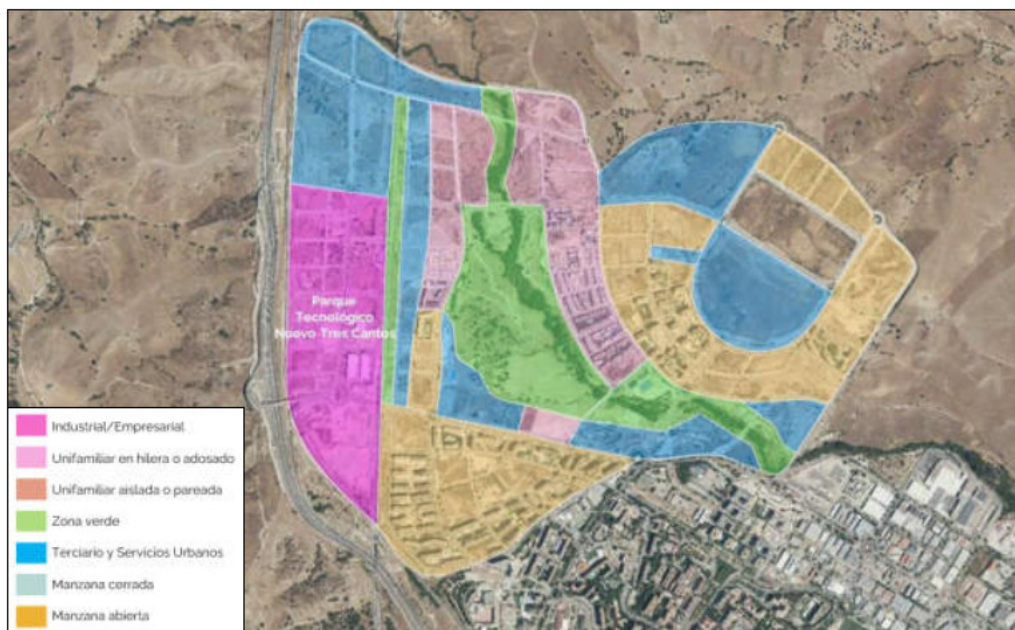 Parque
Tecnológico
Nuevo Tres Cantos
Industrial/Empresarial
Unifamiliar en hilera o adosado
Unifamiliar aislada o pareada
Zona verde
Terciario y Servicios Urbanos
Manzana cerrada
Manzana abierta